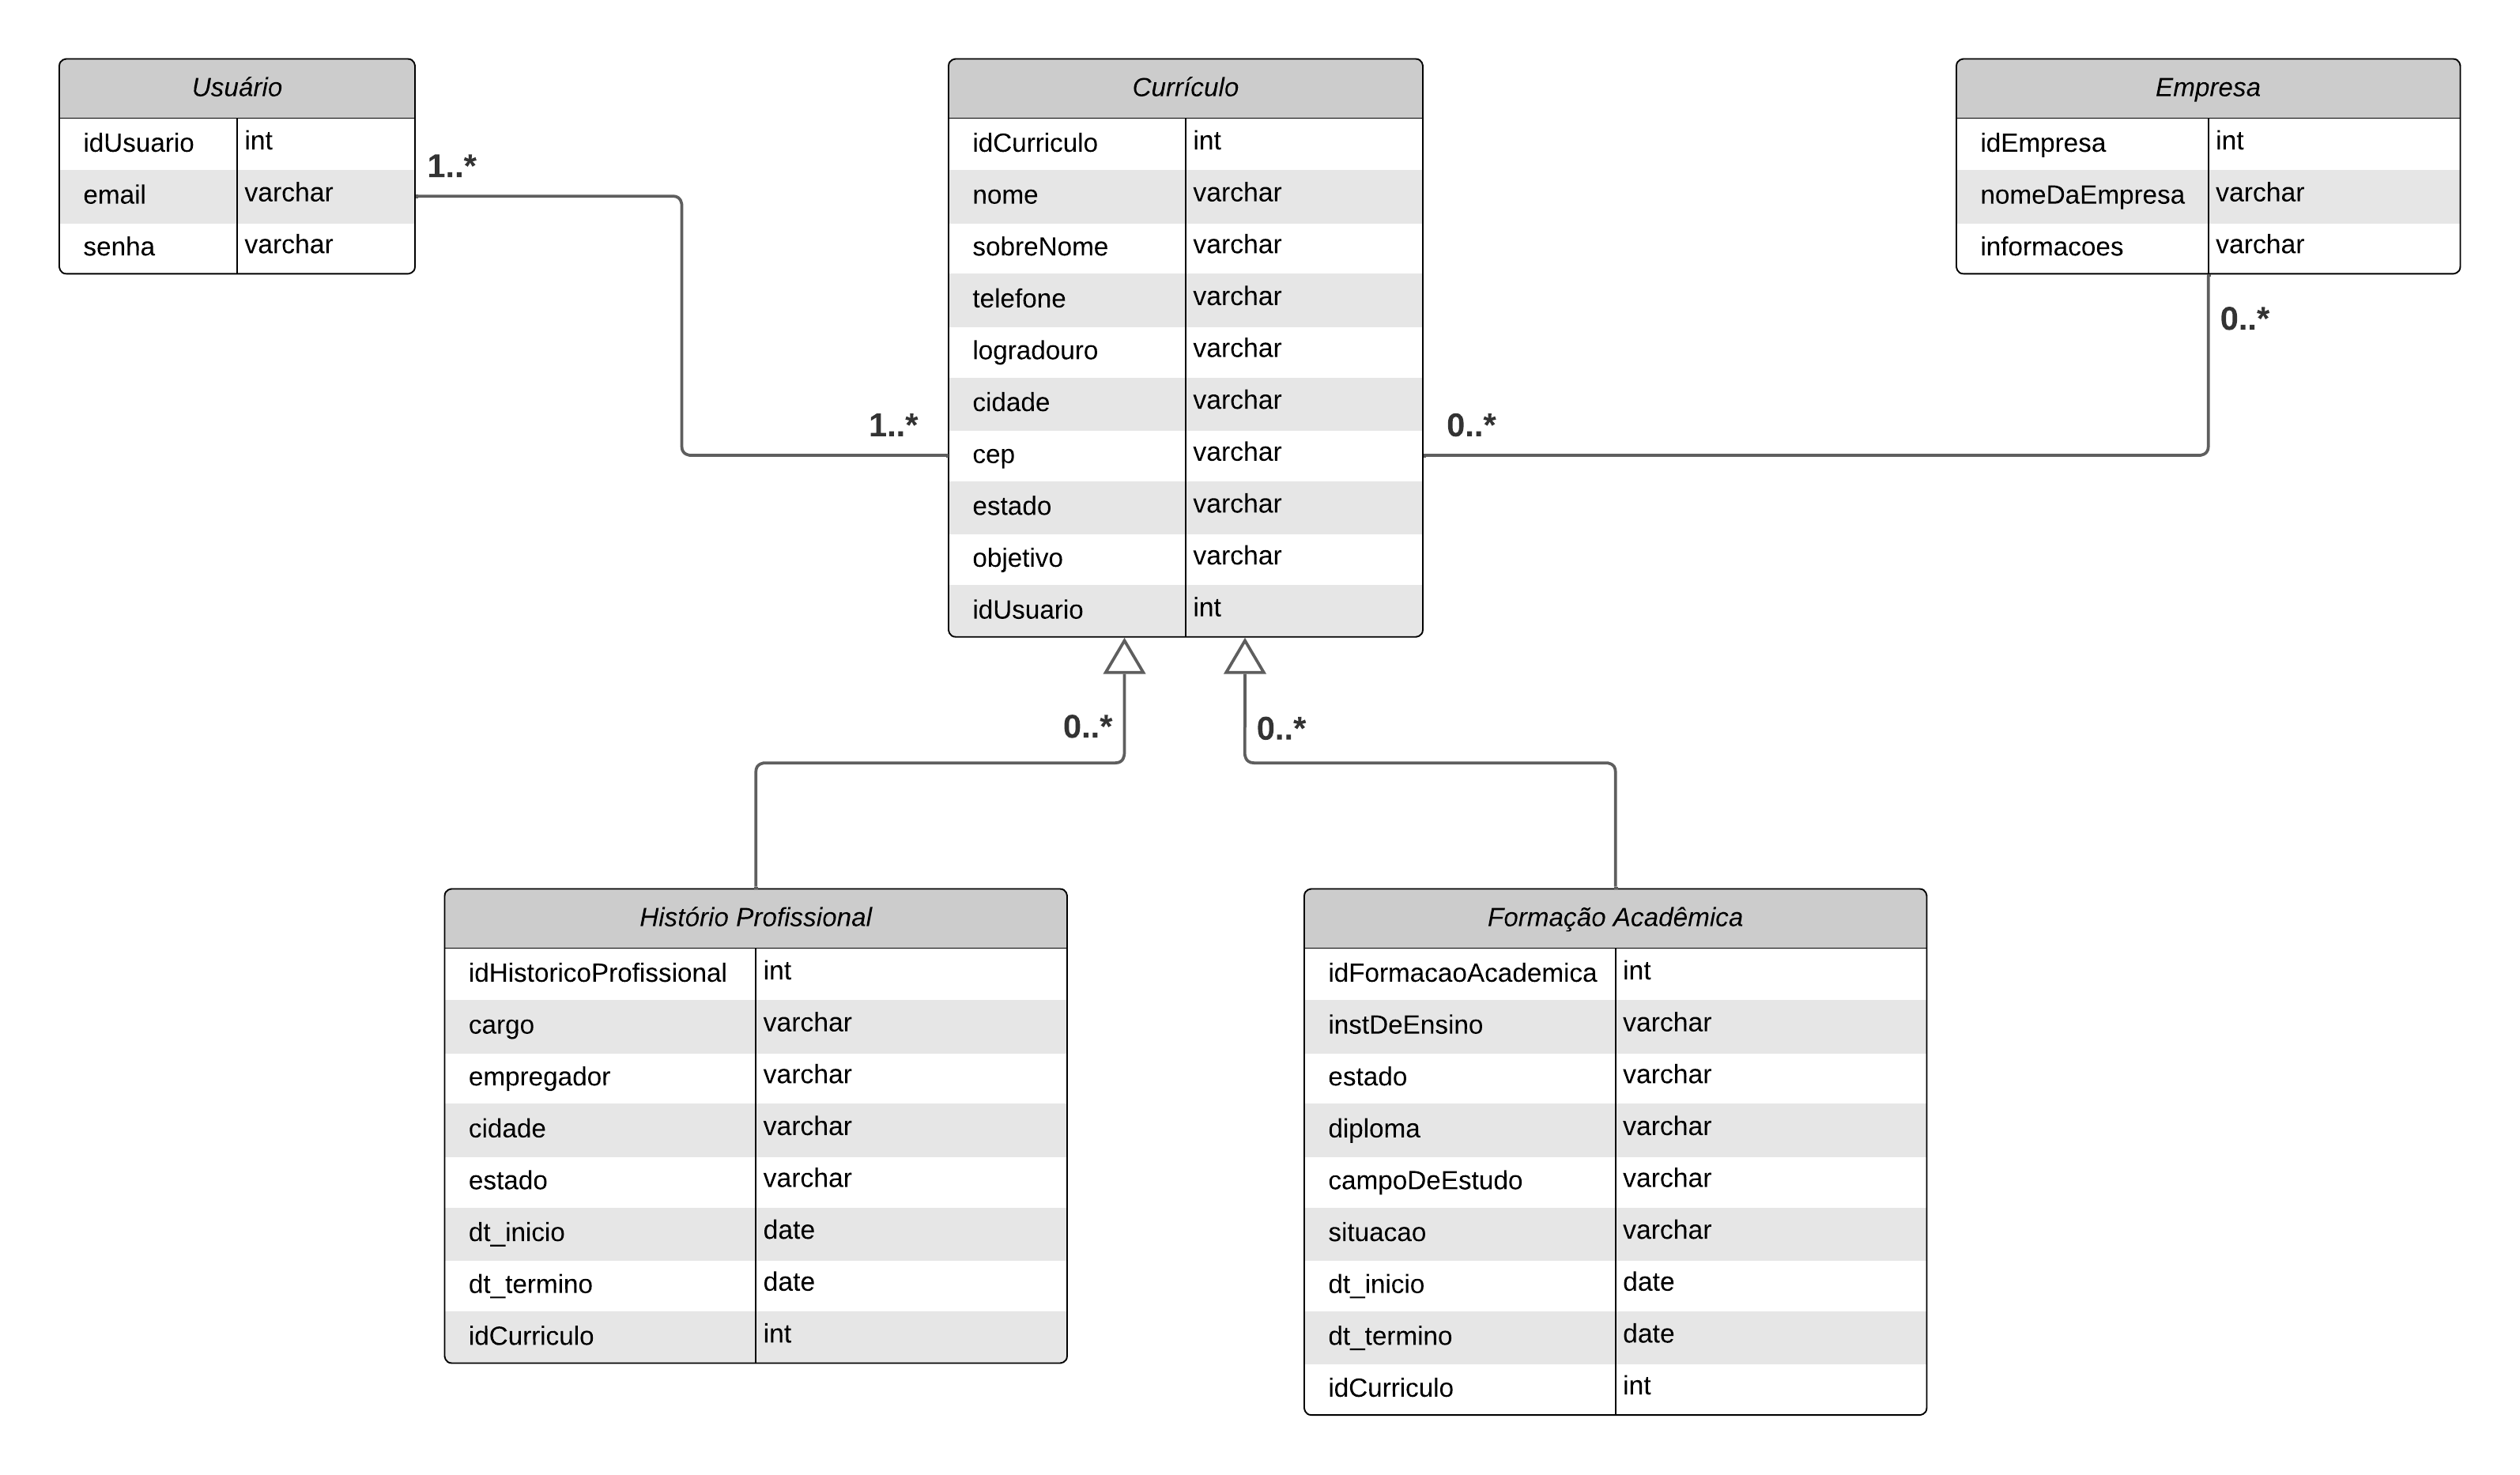 Usuário
idUsuario int
email varchar
senha varchar
1..*
1..*
Currículo
idCurriculo int
nome varchar
sobreNome varchar
telefone varchar
logradouro varchar
cidade varchar
cep varchar
estado varchar
objetivo varchar
idUsuario int
0..*
0..*
Empresa
idEmpresa int
nomeDaEmpresa varchar
informacoes varchar
0..*
0..*
Histório Profissional
idHistoricoProfissional int
cargo varchar
empregador varchar
cidade varchar
estado varchar
dt_inicio date
dt_termino date
idCurriculo int
Formação Acadêmica
idFormacaoAcademica int
instDeEnsino varchar
estado varchar
diploma varchar
campoDeEstudo varchar
situacao varchar
dt_inicio date
dt_termino date
idCurriculo int